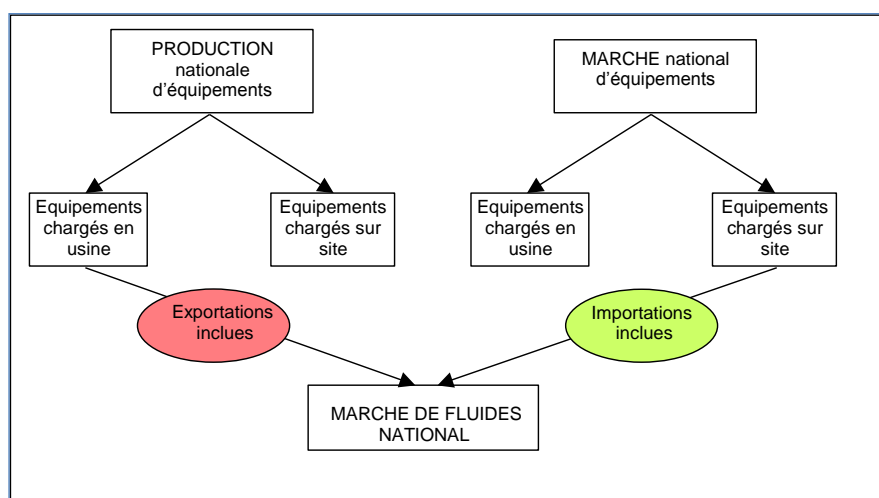 PRODUCTION
nationale
d'équipements
MARCHE national
d'équipements
Equipements
chargés en
usine
Equipements
chargés sur
site
Equipements
chargés en
usine
Equipements
chargés sur
site
Exportations
inclues
Importations
inclues
MARCHE DE FLUIDES
NATIONAL